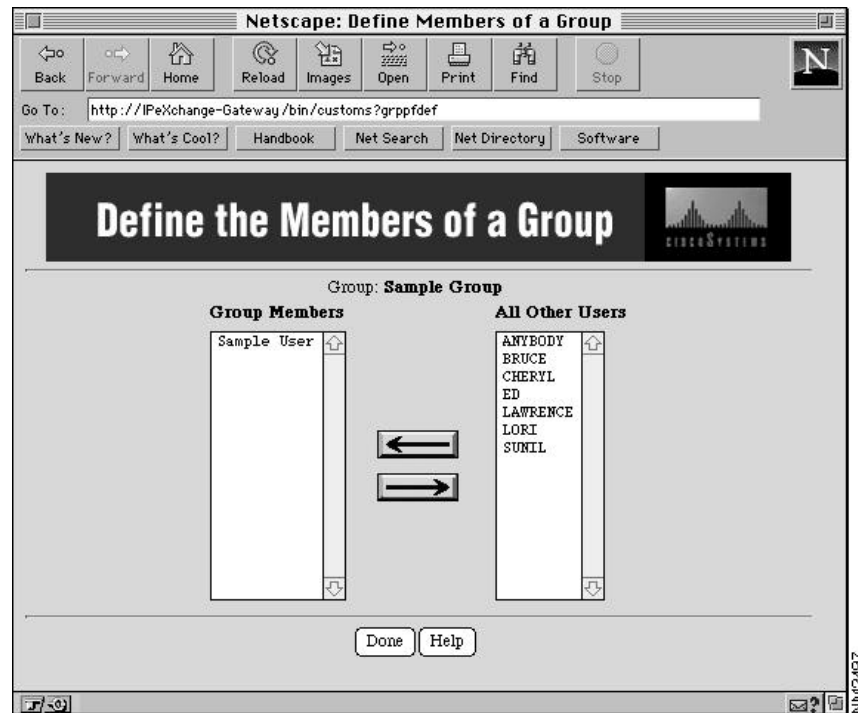 Netscape: Define Members of a Group
Back Forward Home Reload Images Open Print Find Stop
N
Go To: http://IPeXchange-Gateway/bin/customs?grppfdef
What's New? What's Cool? Handbook Net Search Net Directory Software
Define the Members of a Group
CISCO SYSTEMS
Group: Sample Group
Group Members
Sample User
All Other Users
ANYBODY
BRUCE
CHERYL
ED
LAWRENCE
LORI
SUNIL
Done Help
?